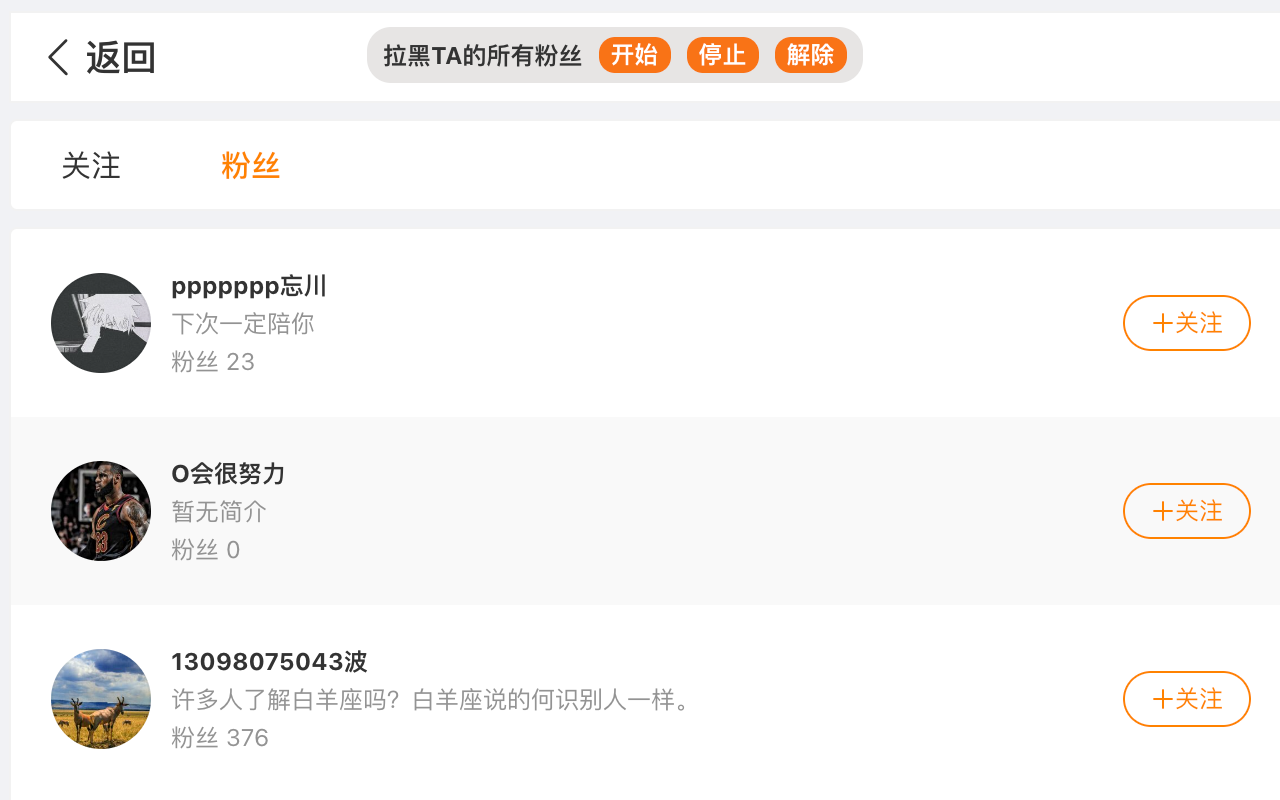 返回
拉黑TA的所有粉丝 开始 停止 解除
关注 粉丝
ppppppp忘川
下次一定陪你
粉丝 23
+关注
O会很努力
暂无简介
粉丝 0
+关注
13098075043波
许多人了解白羊座吗？白羊座说的何识别人一样。
粉丝 376
+关注